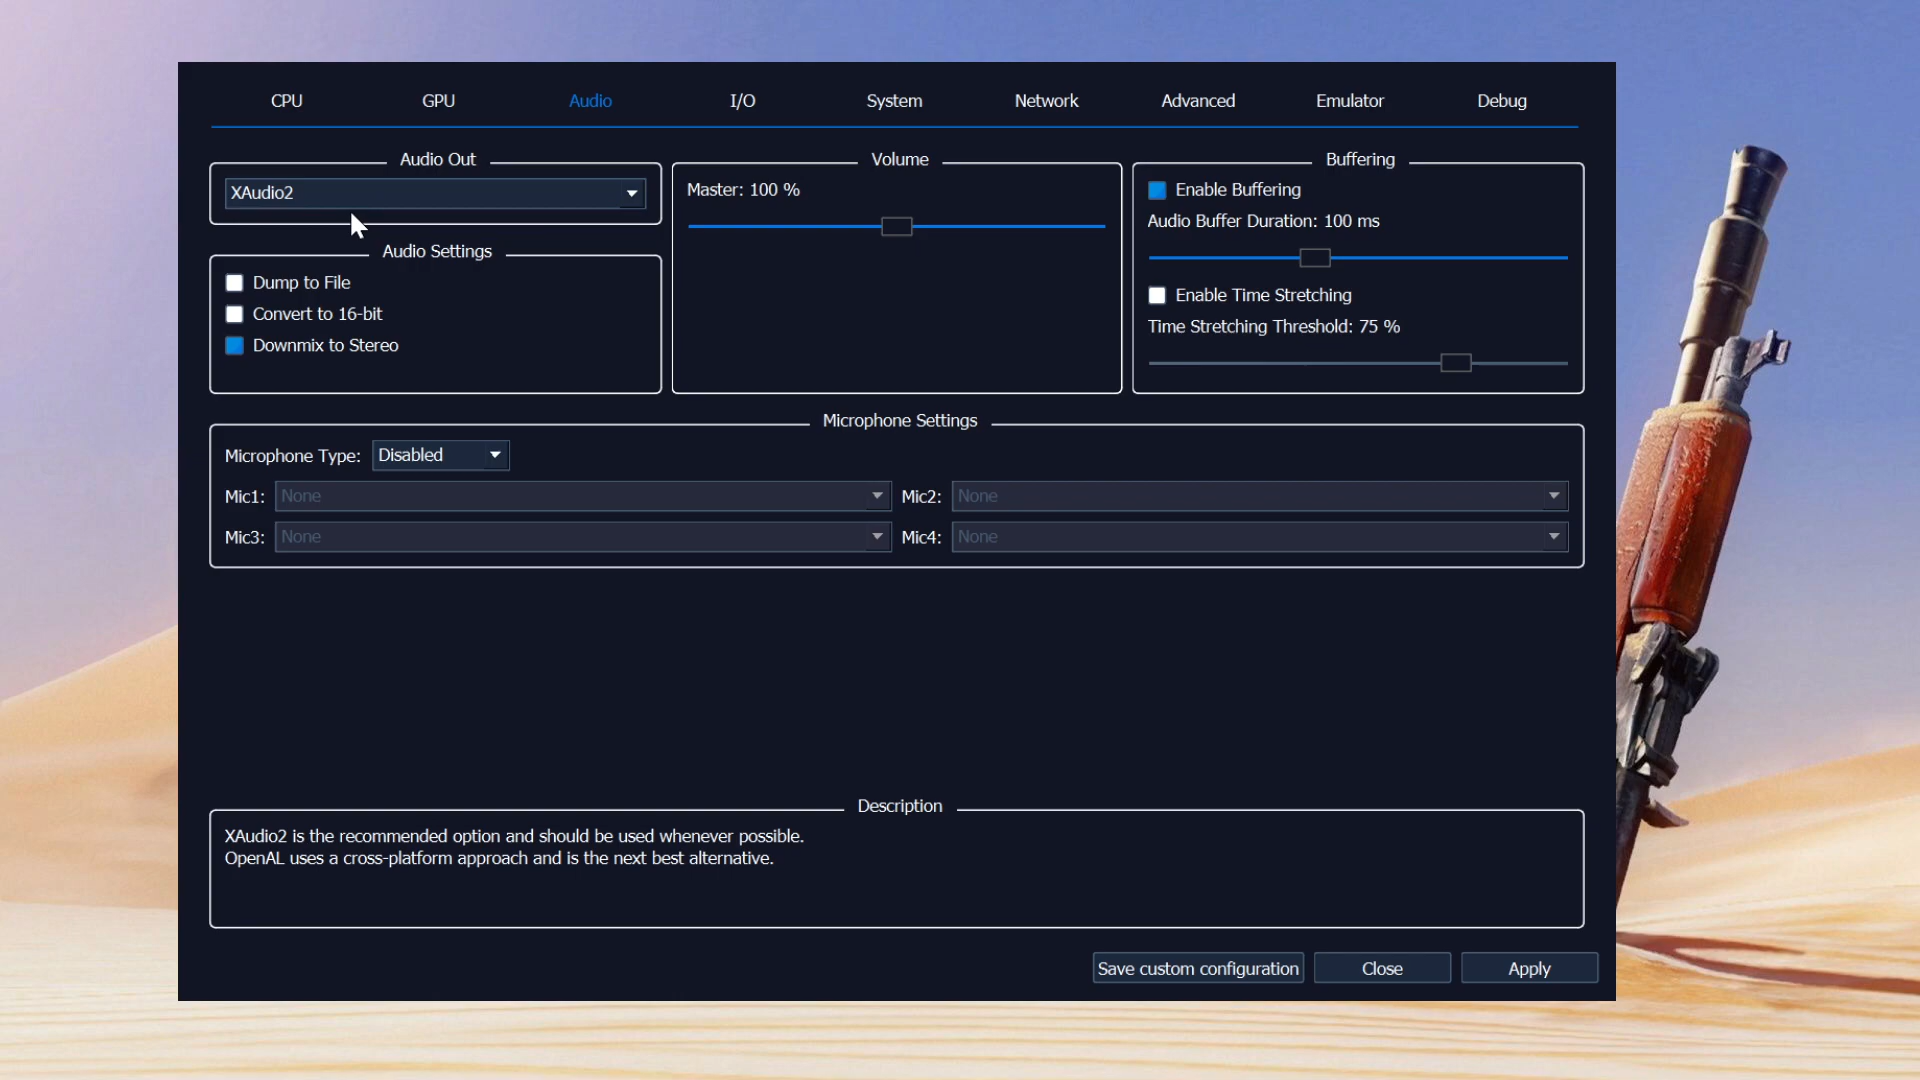 CPU
GPU
Audio
I/O
System
Network
Advanced
Emulator
Debug
Audio Out
XAudio2
Audio Settings
Dump to File
Convert to 16-bit
Downmix to Stereo
Volume
Master: 100 %
Buffering
Enable Buffering
Audio Buffer Duration: 100 ms
Enable Time Stretching
Time Stretching Threshold: 75 %
Microphone Settings
Microphone Type: Disabled
Mic1: None
Mic2: None
Mic3: None
Mic4: None
Description
XAudio2 is the recommended option and should be used whenever possible.
OpenAL uses a cross-platform approach and is the next best alternative.
Save custom configuration
Close
Apply